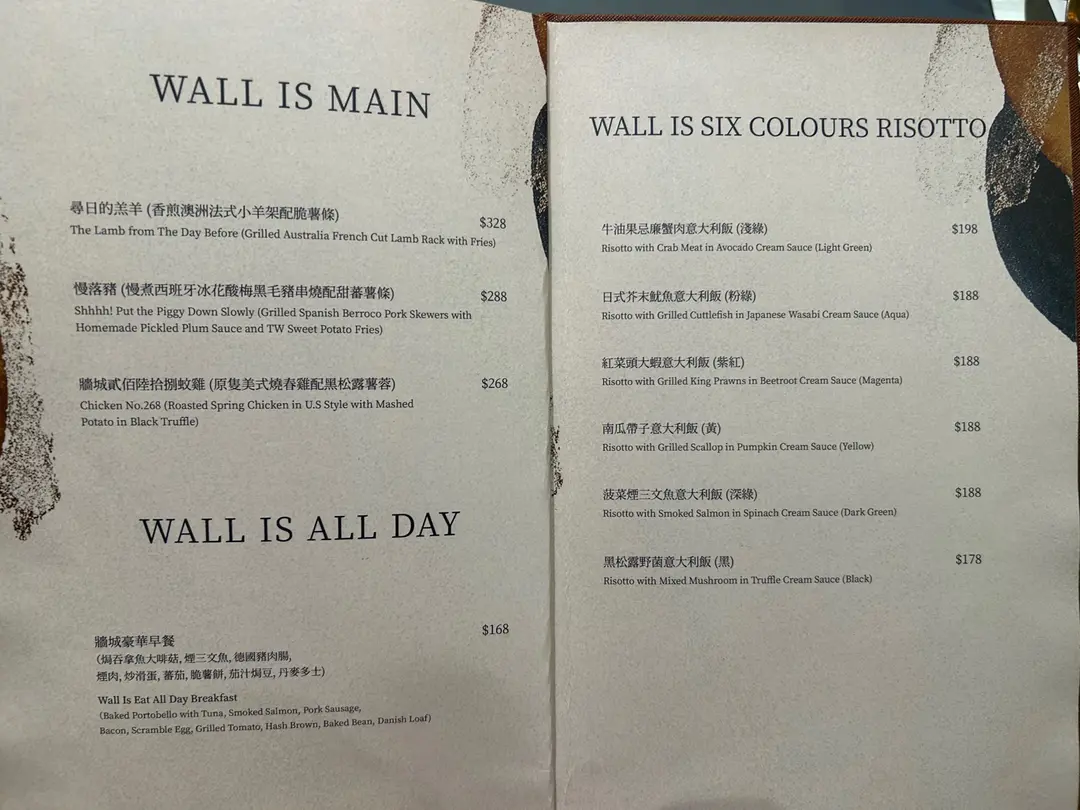 WALL IS MAIN
尋日的羔羊 (香煎澳洲法式小羊架配脆薯條)
$328
The Lamb from The Day Before (Grilled Australia French Cut Lamb Rack with Fries)
慢落豬 (慢煮西班牙冰花酸梅黑毛豬串燒配甜蕃薯條)
$288
Shhhh! Put the Piggy Down Slowly (Grilled Spanish Berroco Pork Skewers with
Homemade Pickled Plum Sauce and TW Sweet Potato Fries)
牆城貳佰陸拾捌蚊雞 (原隻美式燒春雞配黑松露薯蓉)
$268
Chicken No.268 (Roasted Spring Chicken in U.S Style with Mashed
Potato in Black Truffle)
WALL IS ALL DAY
牆城豪華早餐
$168
(焗吞拿魚大啡菇, 煙三文魚, 德國豬肉腸,
煙肉, 炒滑蛋, 蕃茄, 脆薯餅, 茄汁焗豆, 丹麥多士)
Wall Is Eat All Day Breakfast
(Baked Portobello with Tuna, Smoked Salmon, Pork Sausage,
Bacon, Scramble Egg, Grilled Tomato, Hash Brown, Baked Bean, Danish Loaf)
WALL IS SIX COLOURS RISOTTO
牛油果忌廉蟹肉意大利飯 (淺綠)
$198
Risotto with Crab Meat in Avocado Cream Sauce (Light Green)
日式芥末魷魚意大利飯 (粉綠)
$188
Risotto with Grilled Cuttlefish in Japanese Wasabi Cream Sauce (Aqua)
紅菜頭大蝦意大利飯 (紫紅)
$188
Risotto with Grilled King Prawns in Beetroot Cream Sauce (Magenta)
南瓜帶子意大利飯 (黃)
$188
Risotto with Grilled Scallop in Pumpkin Cream Sauce (Yellow)
菠菜煙三文魚意大利飯 (深綠)
$188
Risotto with Smoked Salmon in Spinach Cream Sauce (Dark Green)
黑松露野菌意大利飯 (黑)
$178
Risotto with Mixed Mushroom in Truffle Cream Sauce (Black)